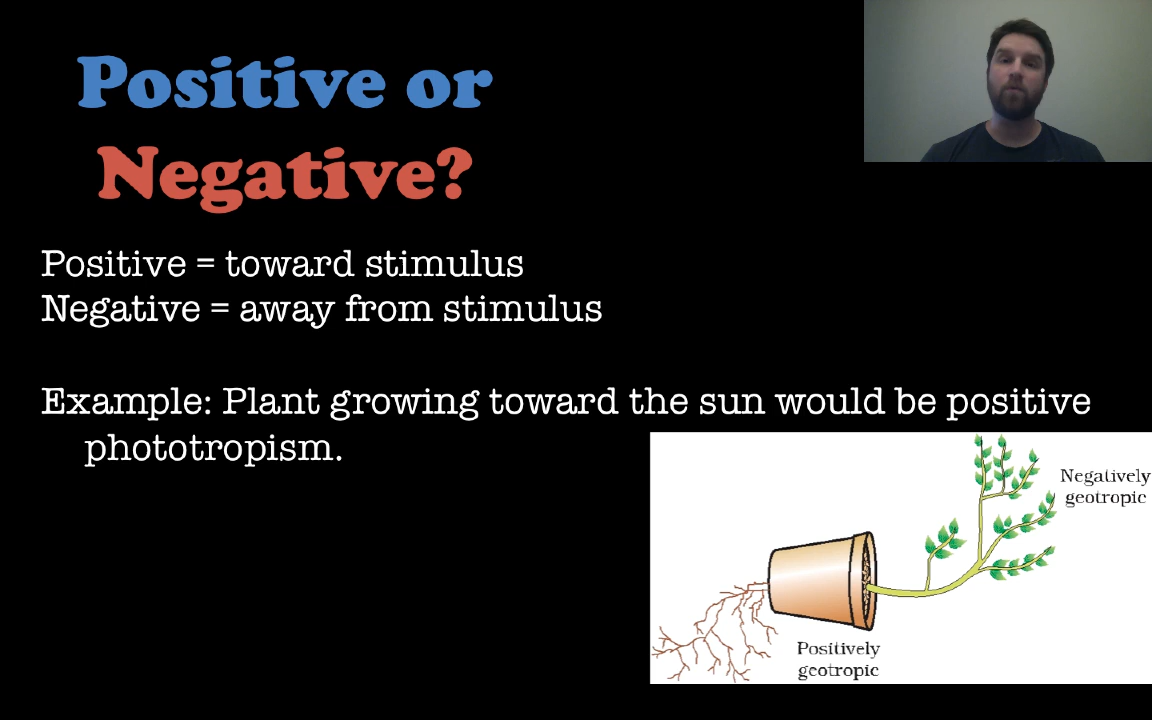 Positive or
Negative?
Positive = toward stimulus
Negative = away from stimulus
Example: Plant growing toward the sun would be positive
phototropism.
Negatively
geotropic
Positively
geotropic